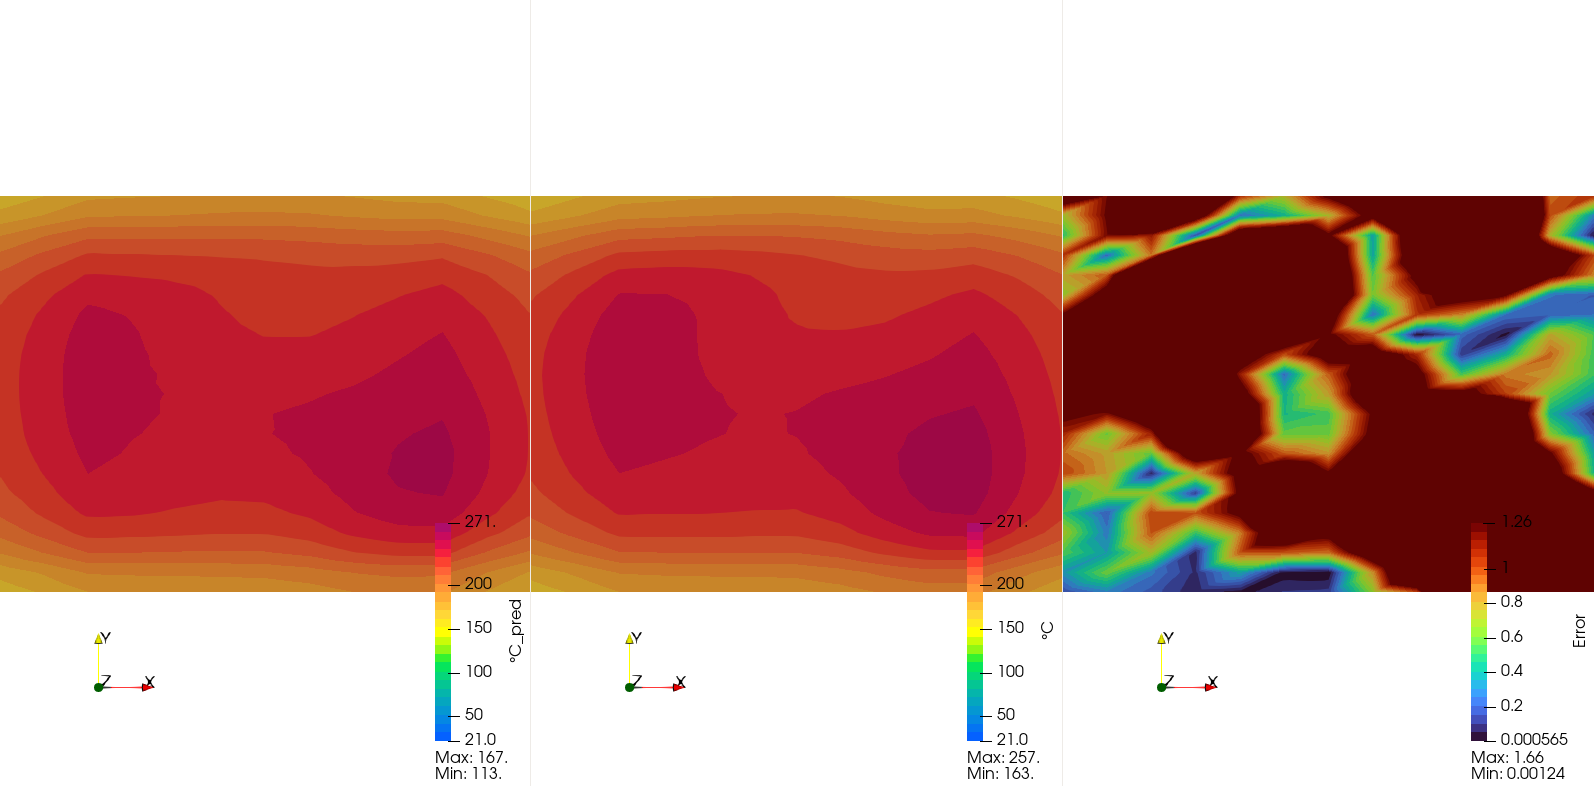 271.
200
150
100
50
21.0
°C_pred
Max: 167.
Min: 113.
Y
Z
X
271.
200
150
100
50
21.0
°C
Max: 257.
Min: 163.
Y
Z
X
1.26
1
0.8
0.6
0.4
0.2
0.000565
Error
Max: 1.66
Min: 0.00124
Y
Z
X